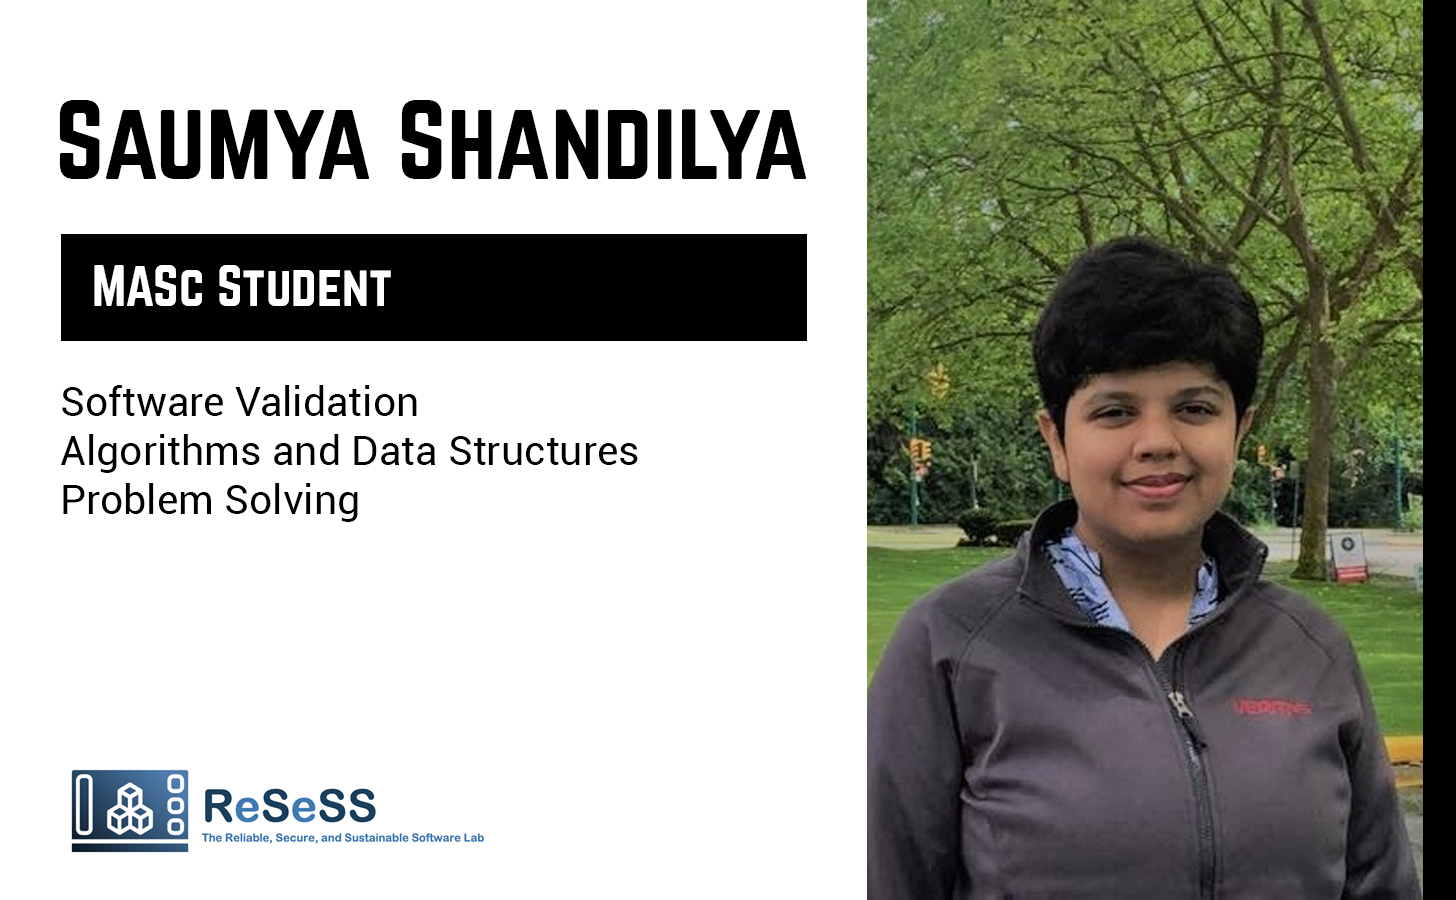 Saumya Shandilya
MASc Student
Software Validation
Algorithms and Data Structures
Problem Solving
ReSeSS
The Reliable, Secure, and Sustainable Software Lab